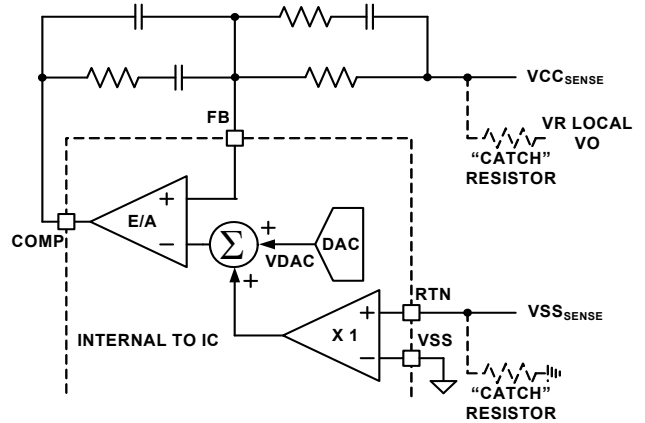 VCCSENSE
FB
VR LOCAL
VO
“CATCH”
RESISTOR
+
E/A
−
COMP
Σ
+
+
VDAC
DAC
RTN
VSSSENSE
+
X 1
−
VSS
INTERNAL TO IC
“CATCH”
RESISTOR